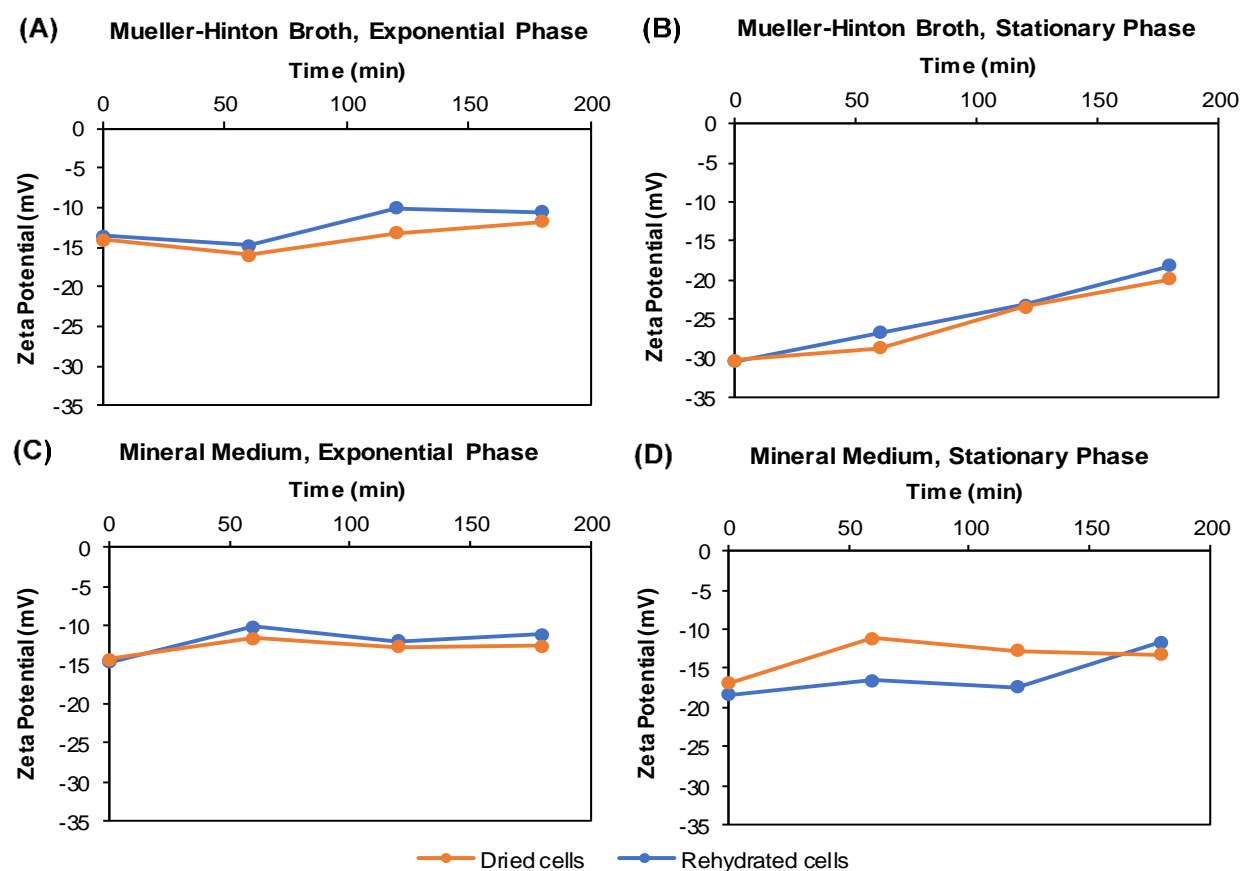 (A) Mueller-Hinton Broth, Exponential Phase
Time (min)
0 50 100 150 200
0
-5
-10
-15
-20
-25
-30
-35
Zeta Potential (mV)
(B) Mueller-Hinton Broth, Stationary Phase
Time (min)
0 50 100 150 200
0
-5
-10
-15
-20
-25
-30
-35
Zeta Potential (mV)
(C) Mineral Medium, Exponential Phase
Time (min)
0 50 100 150 200
0
-5
-10
-15
-20
-25
-30
-35
Zeta Potential (mV)
(D) Mineral Medium, Stationary Phase
Time (min)
0 50 100 150 200
0
-5
-10
-15
-20
-25
-30
-35
Zeta Potential (mV)
Dried cells Rehydrated cells